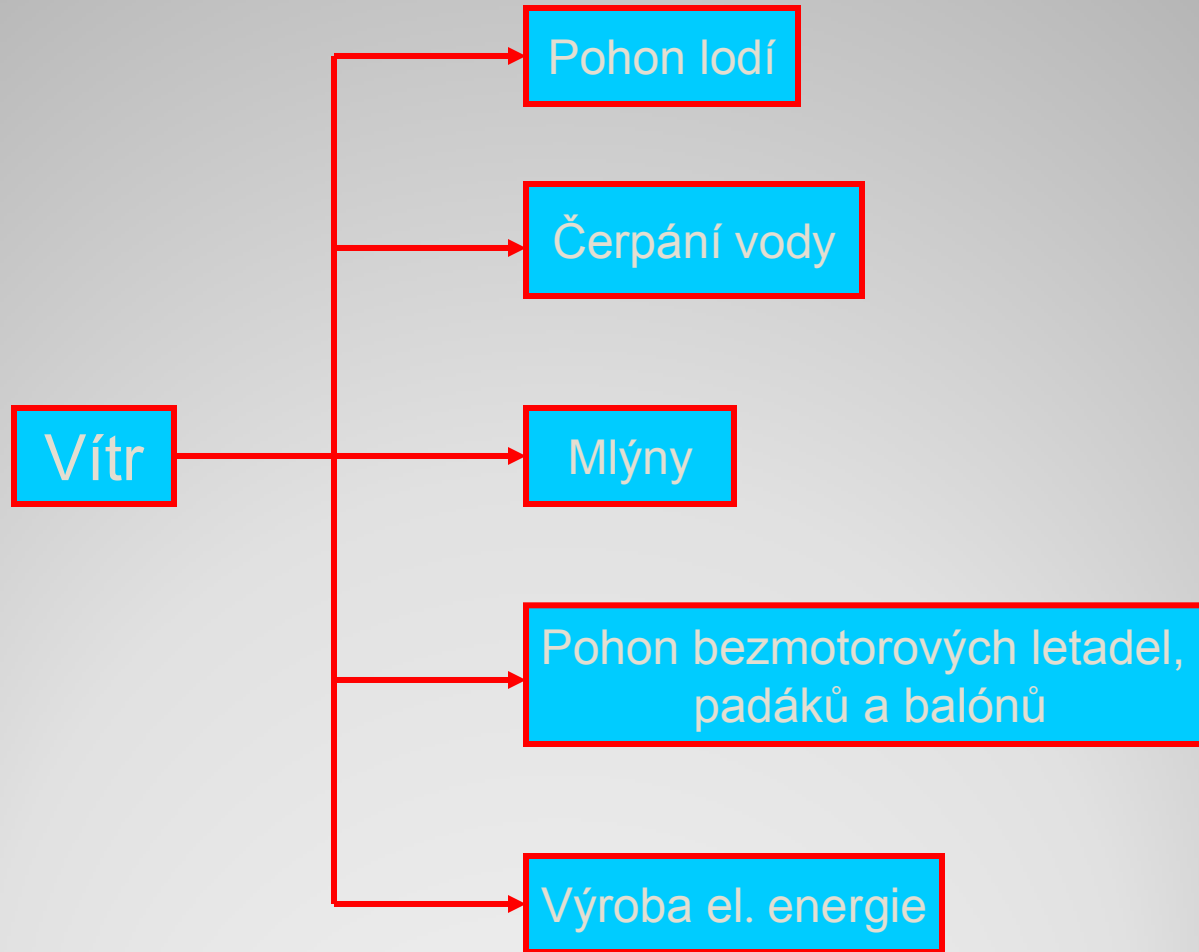 Pohon lodí
Čerpání vody
Vítr
Mlýny
Pohon bezmotorových letadel,
padáků a balónů
Výroba el. energie